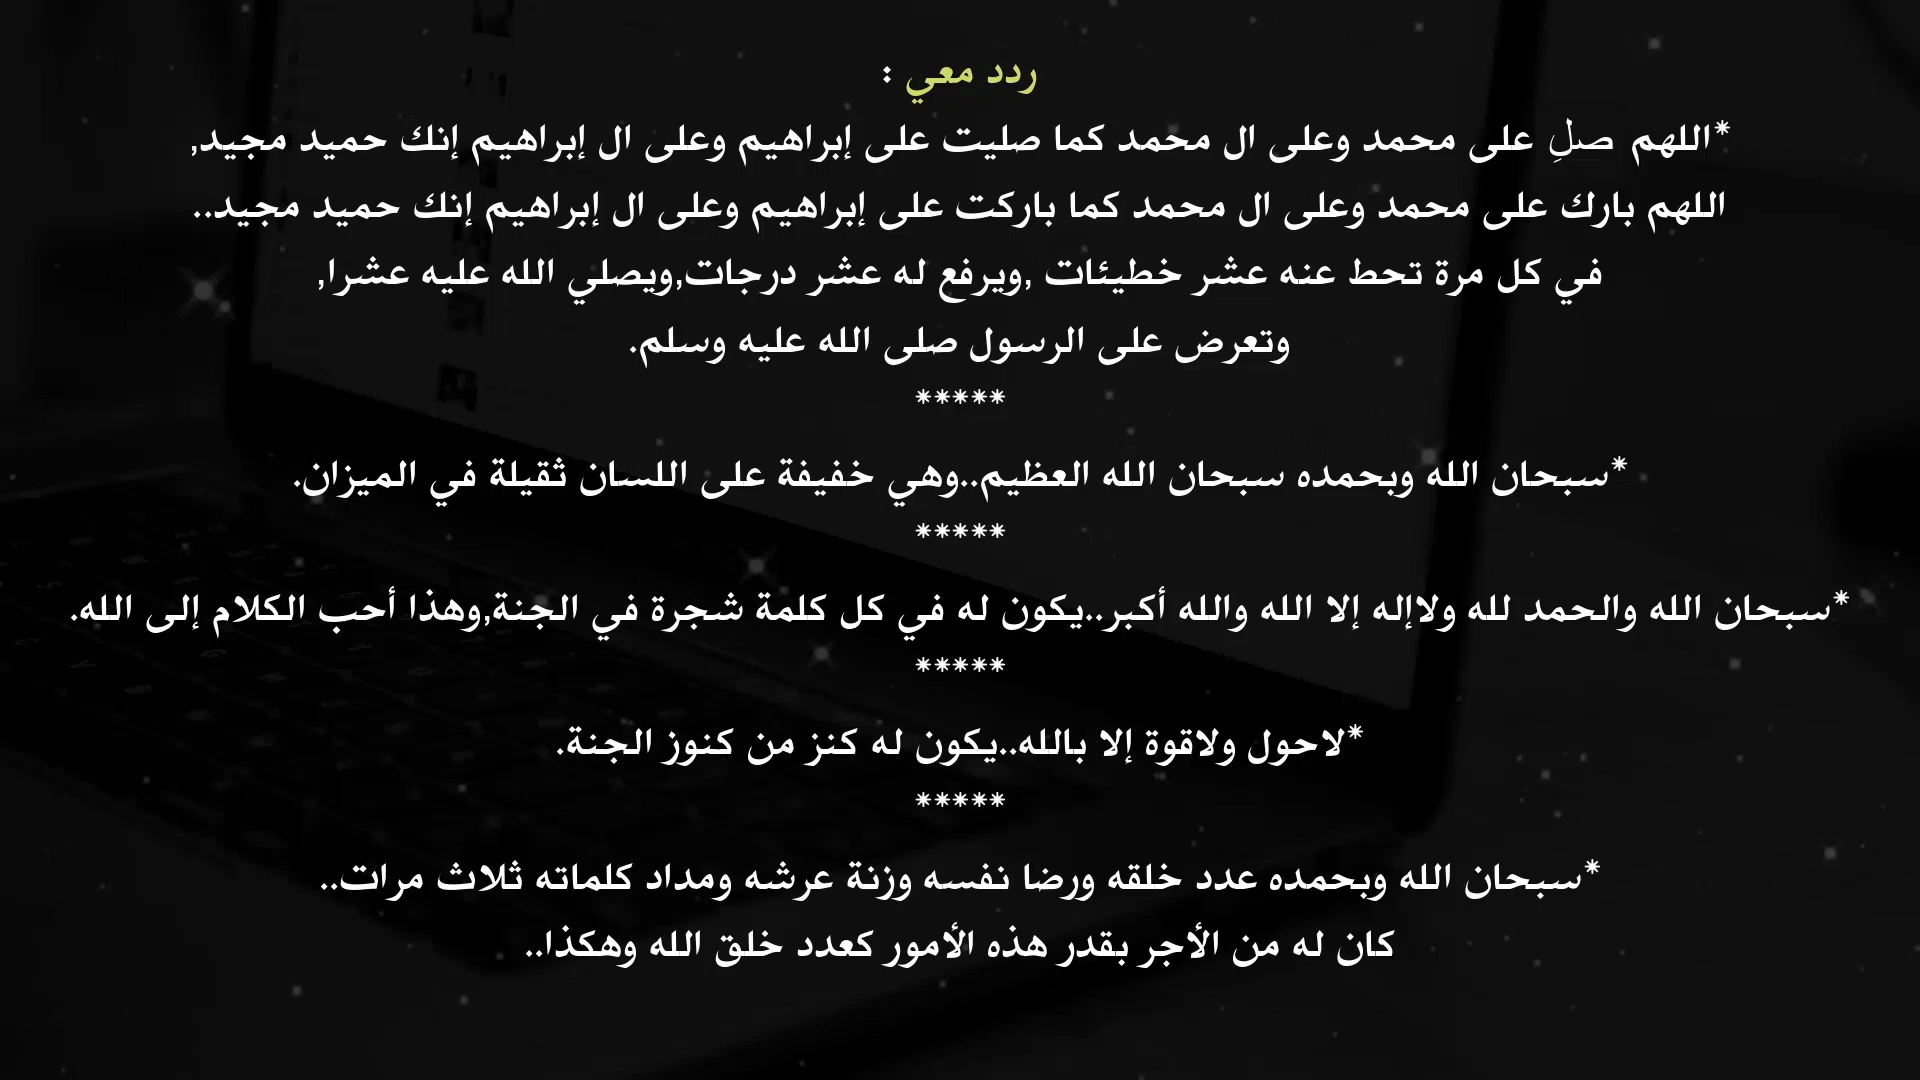 ردد معي :
*اللهم صلِ على محمد وعلى ال محمد كما صليت على إبراهيم وعلى ال إبراهيم إنك حميد مجيد,
اللهم بارك على محمد وعلى ال محمد كما باركت على إبراهيم وعلى ال إبراهيم إنك حميد مجيد..
في كل مرة تحط عنه عشر خطيئات ,ويرفع له عشر درجات,ويصلي الله عليه عشرا,
وتعرض على الرسول صلى الله عليه وسلم.
*****
*سبحان الله وبحمده سبحان الله العظيم..وهي خفيفة على اللسان ثقيلة في الميزان.
*****
*سبحان الله والحمد لله ولاإله إلا الله والله أكبر..يكون له في كل كلمة شجرة في الجنة,وهذا أحب الكلام إلى الله.
*****
*لاحول ولاقوة إلا بالله..يكون له كنز من كنوز الجنة.
*****
*سبحان الله وبحمده عدد خلقه ورضا نفسه وزنة عرشه ومداد كلماته ثلاث مرات..
كان له من الأجر بقدر هذه الأمور كعدد خلق الله وهكذا..